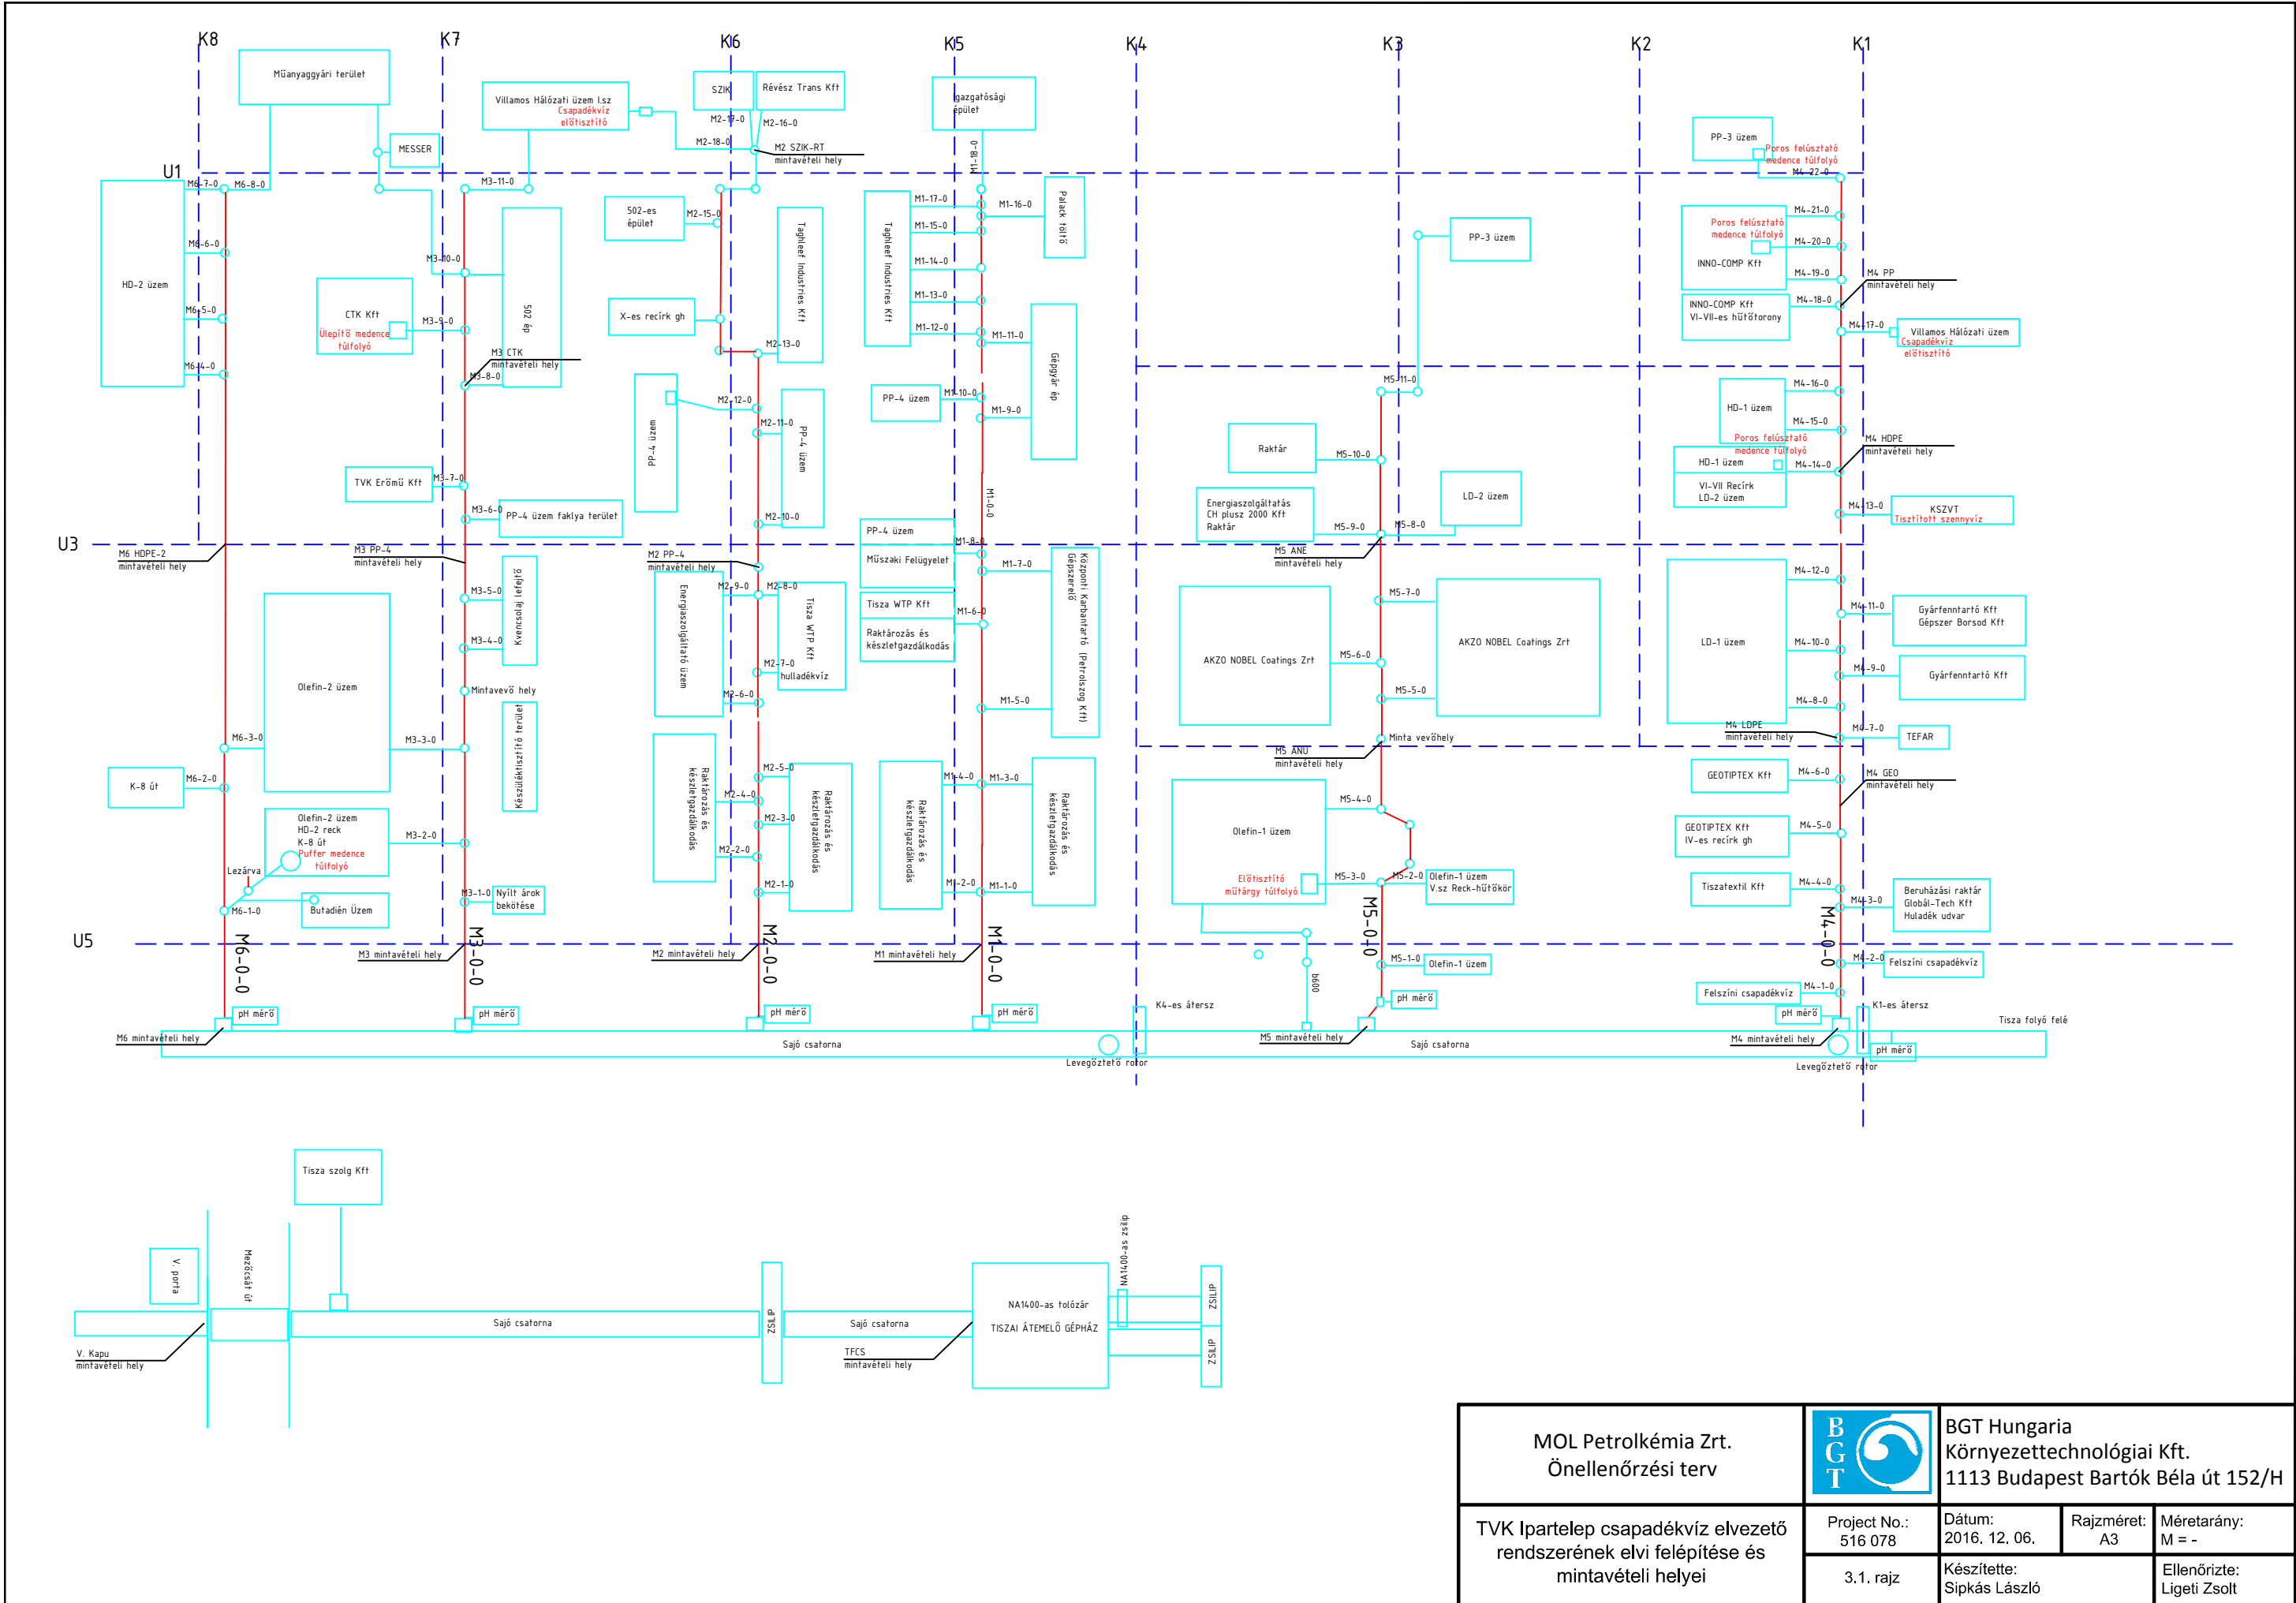 K8
K7
K6
K5
K4
K3
K2
K1
Műanyaggyári terület
MESSER
Villamos Hálózati üzem I.sz
Csapadékvíz
előtisztító
SZIK
Révész Trans Kft
M2-17-0
M2-16-0
M2-18-0
M2 SZIK-RT
mintavételi hely
Igazgatósági
épület
M1-18-0
PP-3 üzem
Poros felúsztató
medence túlfolyó
M4-22-0
U1
M6-7-0
M6-8-0
M6-6-0
HD-2 üzem
M6-5-0
M6-4-0
M3-11-0
M3-10-0
502 ép
CTK Kft
Ülepítő medence
túlfolyó
M3-9-0
M3 CTK
mintavételi hely
M3-8-0
TVK Erőmű Kft
M3-7-0
M3-6-0
PP-4 üzem faklya terület
502-es
épület
M2-15-0
Taghleef Industries Kft
X-es recírk gh
M2-13-0
PP-4 üzem
M2-12-0
M2-11-0
PP-4 üzem
M2-10-0
Taghleef Industries Kft
M1-17-0
M1-16-0
Palack töltő
M1-15-0
M1-14-0
M1-13-0
M1-12-0
M1-11-0
Gépgyár ép
PP-4 üzem
M1-10-0
M1-9-0
M1-0-0
PP-4 üzem
M1-8-0
Műszaki Felügyelet
M1-7-0
Központi Karbantartó (Petrolszog Kft)
Gépszerelő
Tisza WTP Kft
M1-6-0
Raktározás és
készletgazdálkodás
M1-5-0
PP-3 üzem
M5-11-0
Raktár
M5-10-0
Energiaszolgáltatás
CH plusz 2000 Kft
Raktár
M5-9-0
M5-8-0
LD-2 üzem
M5 ANE
mintavételi hely
M4-21-0
Poros felúsztató
medence túlfolyó
M4-20-0
INNO-COMP Kft
M4-19-0
M4 PP
mintavételi hely
INNO-COMP Kft
VI-VII-es hűtőtorony
M4-18-0
M4-17-0
Villamos Hálózati üzem
Csapadékvíz
előtisztító
M4-16-0
HD-1 üzem
M4-15-0
Poros felúsztató
medence túlfolyó
M4 HDPE
mintavételi hely
HD-1 üzem
M4-14-0
VI-VII Recírk
LD-2 üzem
M4-13-0
KSZVT
Tisztított szennyvíz
U3
M6 HDPE-2
mintavételi hely
M3 PP-4
mintavételi hely
M2 PP-4
mintavételi hely
M3-5-0
Kvencsolaj lefejtő
M3-4-0
Olefin-2 üzem
Mintavevő hely
Készüléktisztító terület
M6-3-0
M3-3-0
K-8 út
M6-2-0
Olefin-2 üzem
HD-2 reck
K-8 út
Puffer medence
túlfolyó
M3-2-0
Lezárva
M6-1-0
Butadién Üzem
M3-1-0
Nyílt árok
bekötése
M2-9-0
M2-8-0
Energiaszolgáltató üzem
Tisza WTP Kft
M2-7-0
hulladékvíz
M2-6-0
Raktározás és
készletgazdálkodás
M2-5-0
M2-4-0
M2-3-0
Raktározás és
készletgazdálkodás
M2-2-0
M2-1-0
Raktározás és
készletgazdálkodás
M1-4-0
M1-3-0
Raktározás és
készletgazdálkodás
M1-2-0
M1-1-0
M5-7-0
AKZO NOBEL Coatings Zrt
M5-6-0
AKZO NOBEL Coatings Zrt
M5-5-0
Minta vevőhely
M5 ANU
mintavételi hely
M5-4-0
Olefin-1 üzem
Előtisztító
műtárgy túlfolyó
M5-3-0
M5-2-0
Olefin-1 üzem
V.sz Reck-hűtőkör
M4-12-0
M4-11-0
Gyárfenntartó Kft
Gépszer Borsod Kft
LD-1 üzem
M4-10-0
M4-9-0
Gyárfenntartó Kft
M4-8-0
M4 LDPE
mintavételi hely
M4-7-0
TEFAR
GEOTIPTEX Kft
M4-6-0
M4 GEO
mintavételi hely
GEOTIPTEX Kft
IV-es recírk gh
M4-5-0
Tiszatextil Kft
M4-4-0
M4-3-0
Beruházási raktár
Globál-Tech Kft
Huladék udvar
U5
M6-0-0
M3 mintavételi hely
M3-0-0
M2 mintavételi hely
M2-0-0
M1 mintavételi hely
M1-0-0
b600
M5-0-0
M5-1-0
Olefin-1 üzem
M4-0-0
M4-2-0
Felszíni csapadékvíz
Felszíni csapadékvíz
M4-1-0
pH mérő
pH mérő
pH mérő
pH mérő
K4-es átersz
pH mérő
pH mérő
K1-es átersz
Tisza folyó felé
M6 mintavételi hely
Sajó csatorna
M5 mintavételi hely
Sajó csatorna
M4 mintavételi hely
pH mérő
Levegőztető rotor
Levegőztető rotor
Tisza szolg Kft
V. porta
Mezőcsát út
Sajó csatorna
ZSILIP
Sajó csatorna
NA1400-as tolózár
TISZAI ÁTEMELŐ GÉPHÁZ
NA1400-as zsilip
ZSILIP
ZSILIP
V. Kapu
mintavételi hely
TFCS
mintavételi hely
MOL Petrolkémia Zrt.
Önellenőrzési terv
BGT
BGT Hungaria
Környezettechnológiai Kft.
1113 Budapest Bartók Béla út 152/H
TVK Ipartelep csapadékvíz elvezető
rendszerének elvi felépítése és
mintavételi helyei
Project No.:
516 078
Dátum:
2016. 12. 06.
Rajzméret:
A3
Méretarány:
M = -
3.1. rajz
Készítette:
Sipkás László
Ellenőrizte:
Ligeti Zsolt